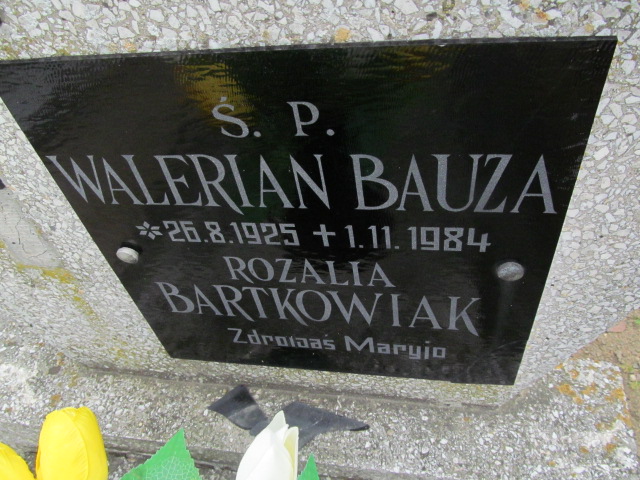 Ś. P.
WALERIAN BAUZA
* 26.8.1925 + 1.11.1984
ROZALIA
BARTKOWIAK
Zdrowaś Maryjo